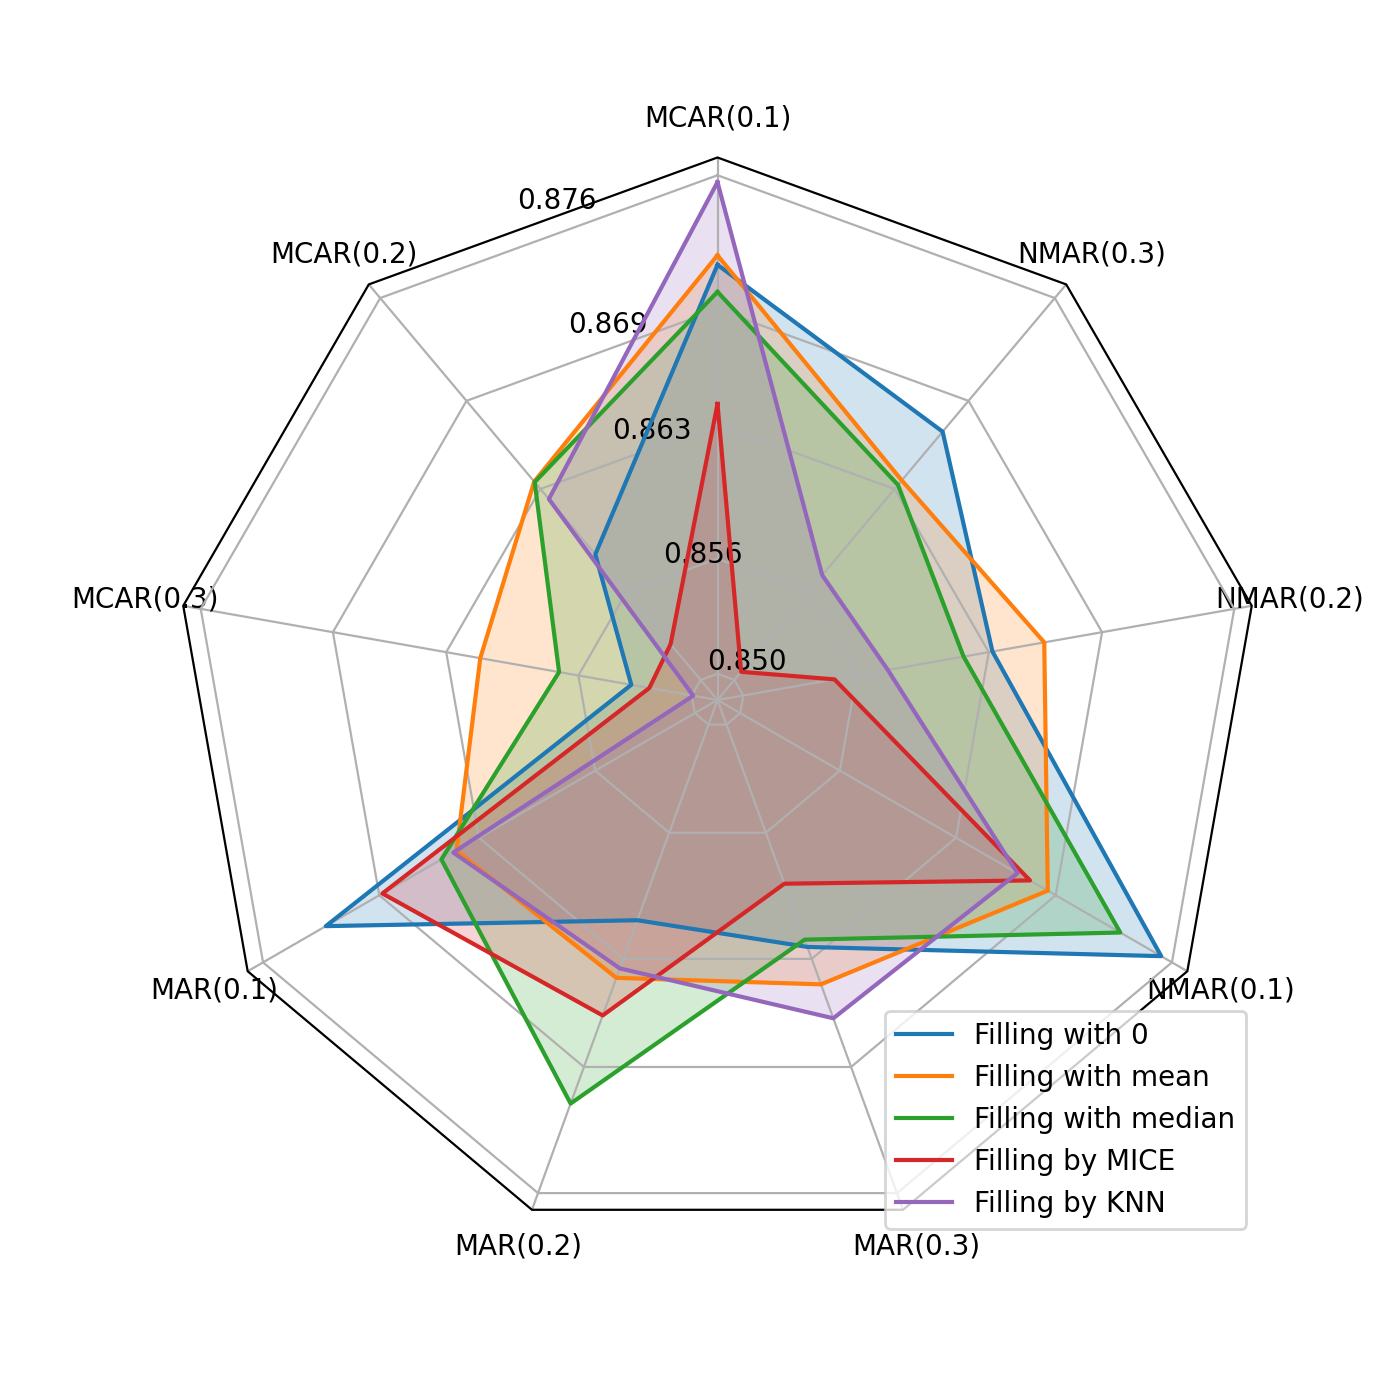 MCAR(0.1)
0.876
MCAR(0.2)
NMAR(0.3)
0.869
0.863
0.856
MCAR(0.3)
NMAR(0.2)
0.850
MAR(0.1)
NMAR(0.1)
Filling with 0
Filling with mean
Filling with median
Filling by MICE
Filling by KNN
MAR(0.2)
MAR(0.3)